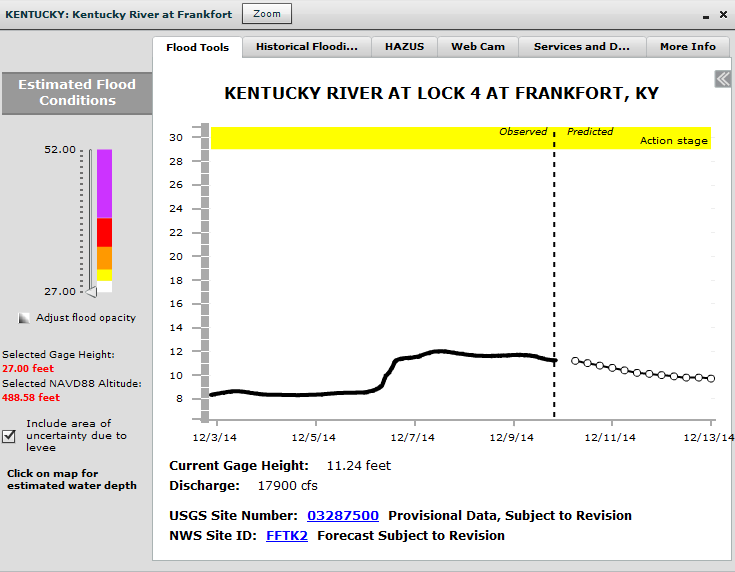 KENTUCKY: Kentucky River at Frankfort
Zoom
Flood Tools
Historical Floodi...
HAZUS
Web Cam
Services and D...
More Info
Estimated Flood
Conditions
52.00
27.00
Adjust flood opacity
Selected Gage Height:
27.00 feet
Selected NAVD88 Altitude:
488.58 feet
Include area of
uncertainty due to
levee
Click on map for
estimated water depth
KENTUCKY RIVER AT LOCK 4 AT FRANKFORT, KY
Observed
Predicted
Action stage
30
28
26
24
22
20
18
16
14
12
10
8
12/3/14
12/5/14
12/7/14
12/9/14
12/11/14
12/13/14
Current Gage Height: 11.24 feet
Discharge: 17900 cfs
USGS Site Number: 03287500 Provisional Data, Subject to Revision
NWS Site ID: FFTK2 Forecast Subject to Revision